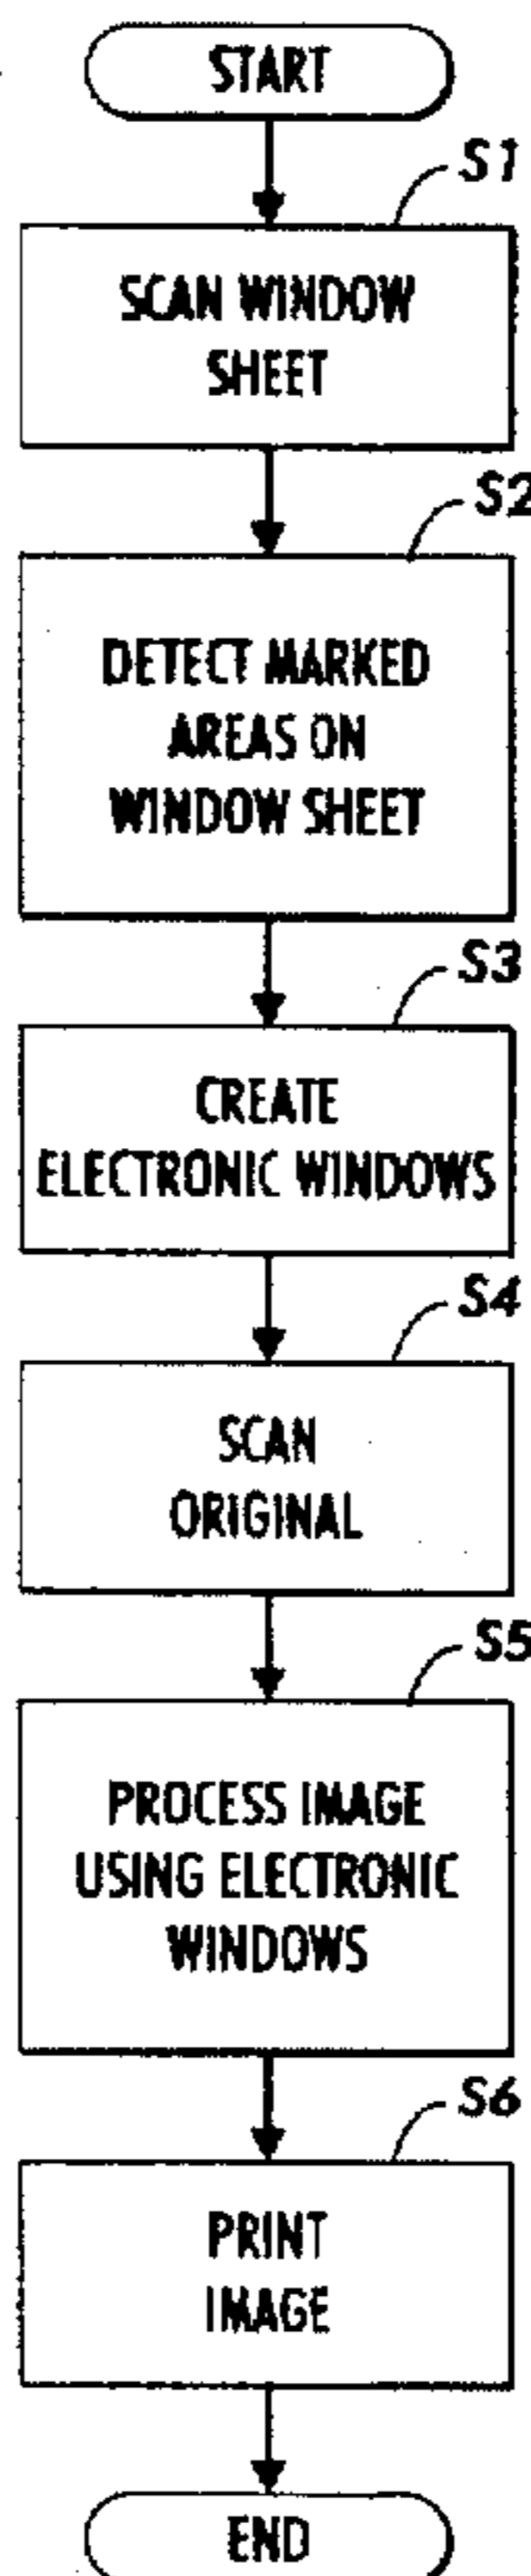 START
S1
SCAN WINDOW
SHEET
S2
DETECT MARKED
AREAS ON
WINDOW SHEET
S3
CREATE
ELECTRONIC WINDOWS
S4
SCAN
ORIGINAL
S5
PROCESS IMAGE
USING ELECTRONIC
WINDOWS
S6
PRINT
IMAGE
END